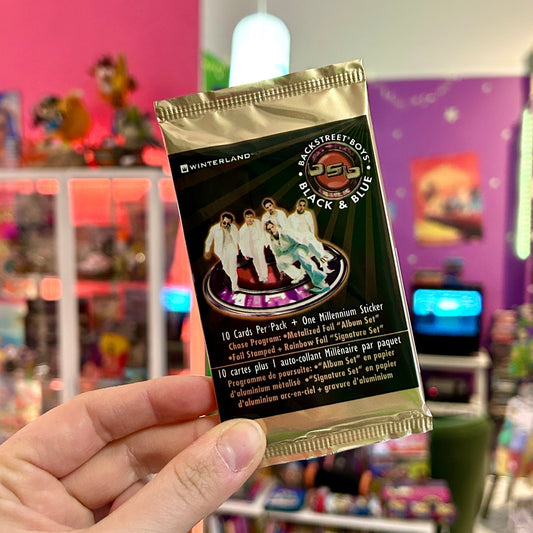 WINTERLAND
BACKSTREET BOYS
bsb
BLACK & BLUE
10 Cards Per Pack + One Millennium Sticker
Chase Program: •Metalized Foil "Album Set"
•Foil Stamped + Rainbow Foil "Signature Set"
10 cartes plus 1 auto-collant Millénaire par paquet
Programme de poursuite: •"Album Set" en papier
d'aluminium métalisé •"Signature Set" en papier
d'aluminium arc-en-ciel + gravure d'aluminium